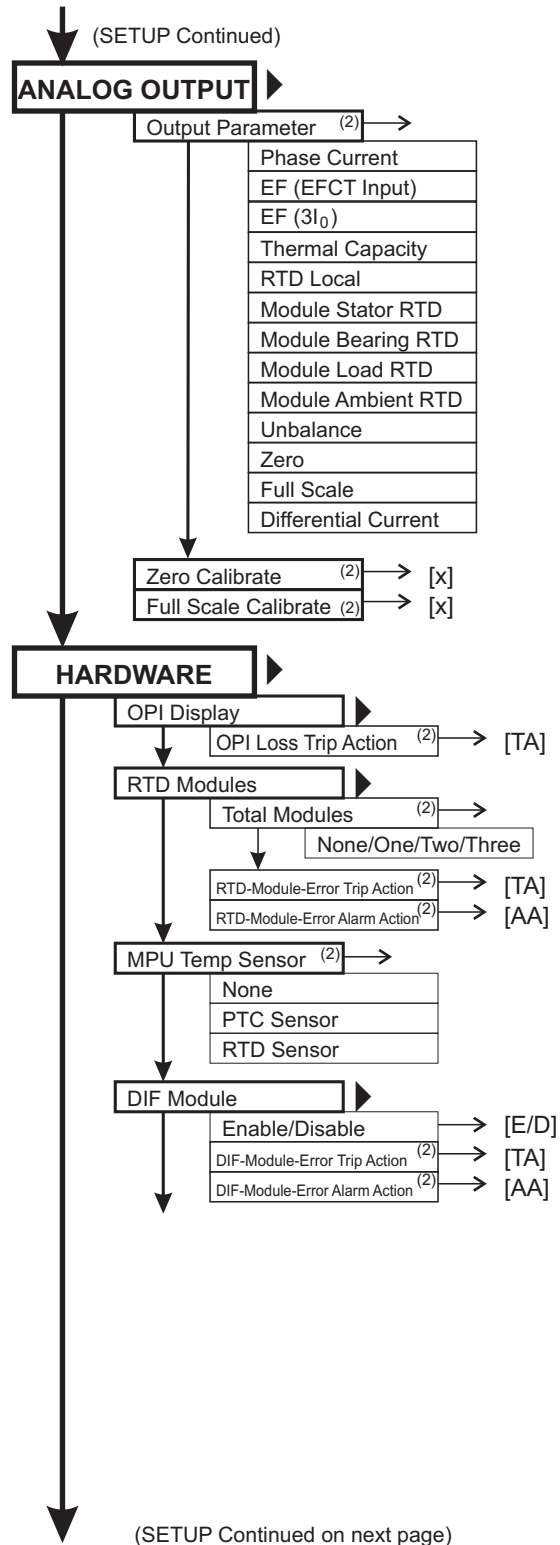 (SETUP Continued)
ANALOG OUTPUT
Output Parameter (2)
Phase Current
EF (EFCT Input)
EF (3I₀)
Thermal Capacity
RTD Local
Module Stator RTD
Module Bearing RTD
Module Load RTD
Module Ambient RTD
Unbalance
Zero
Full Scale
Differential Current
Zero Calibrate (2) [x]
Full Scale Calibrate (2) [x]
HARDWARE
OPI Display
OPI Loss Trip Action (2) [TA]
RTD Modules
Total Modules (2)
None/One/Two/Three
RTD-Module-Error Trip Action (2) [TA]
RTD-Module-Error Alarm Action (2) [AA]
MPU Temp Sensor (2)
None
PTC Sensor
RTD Sensor
DIF Module
Enable/Disable [E/D]
DIF-Module-Error Trip Action (2) [TA]
DIF-Module-Error Alarm Action (2) [AA]
(SETUP Continued on next page)